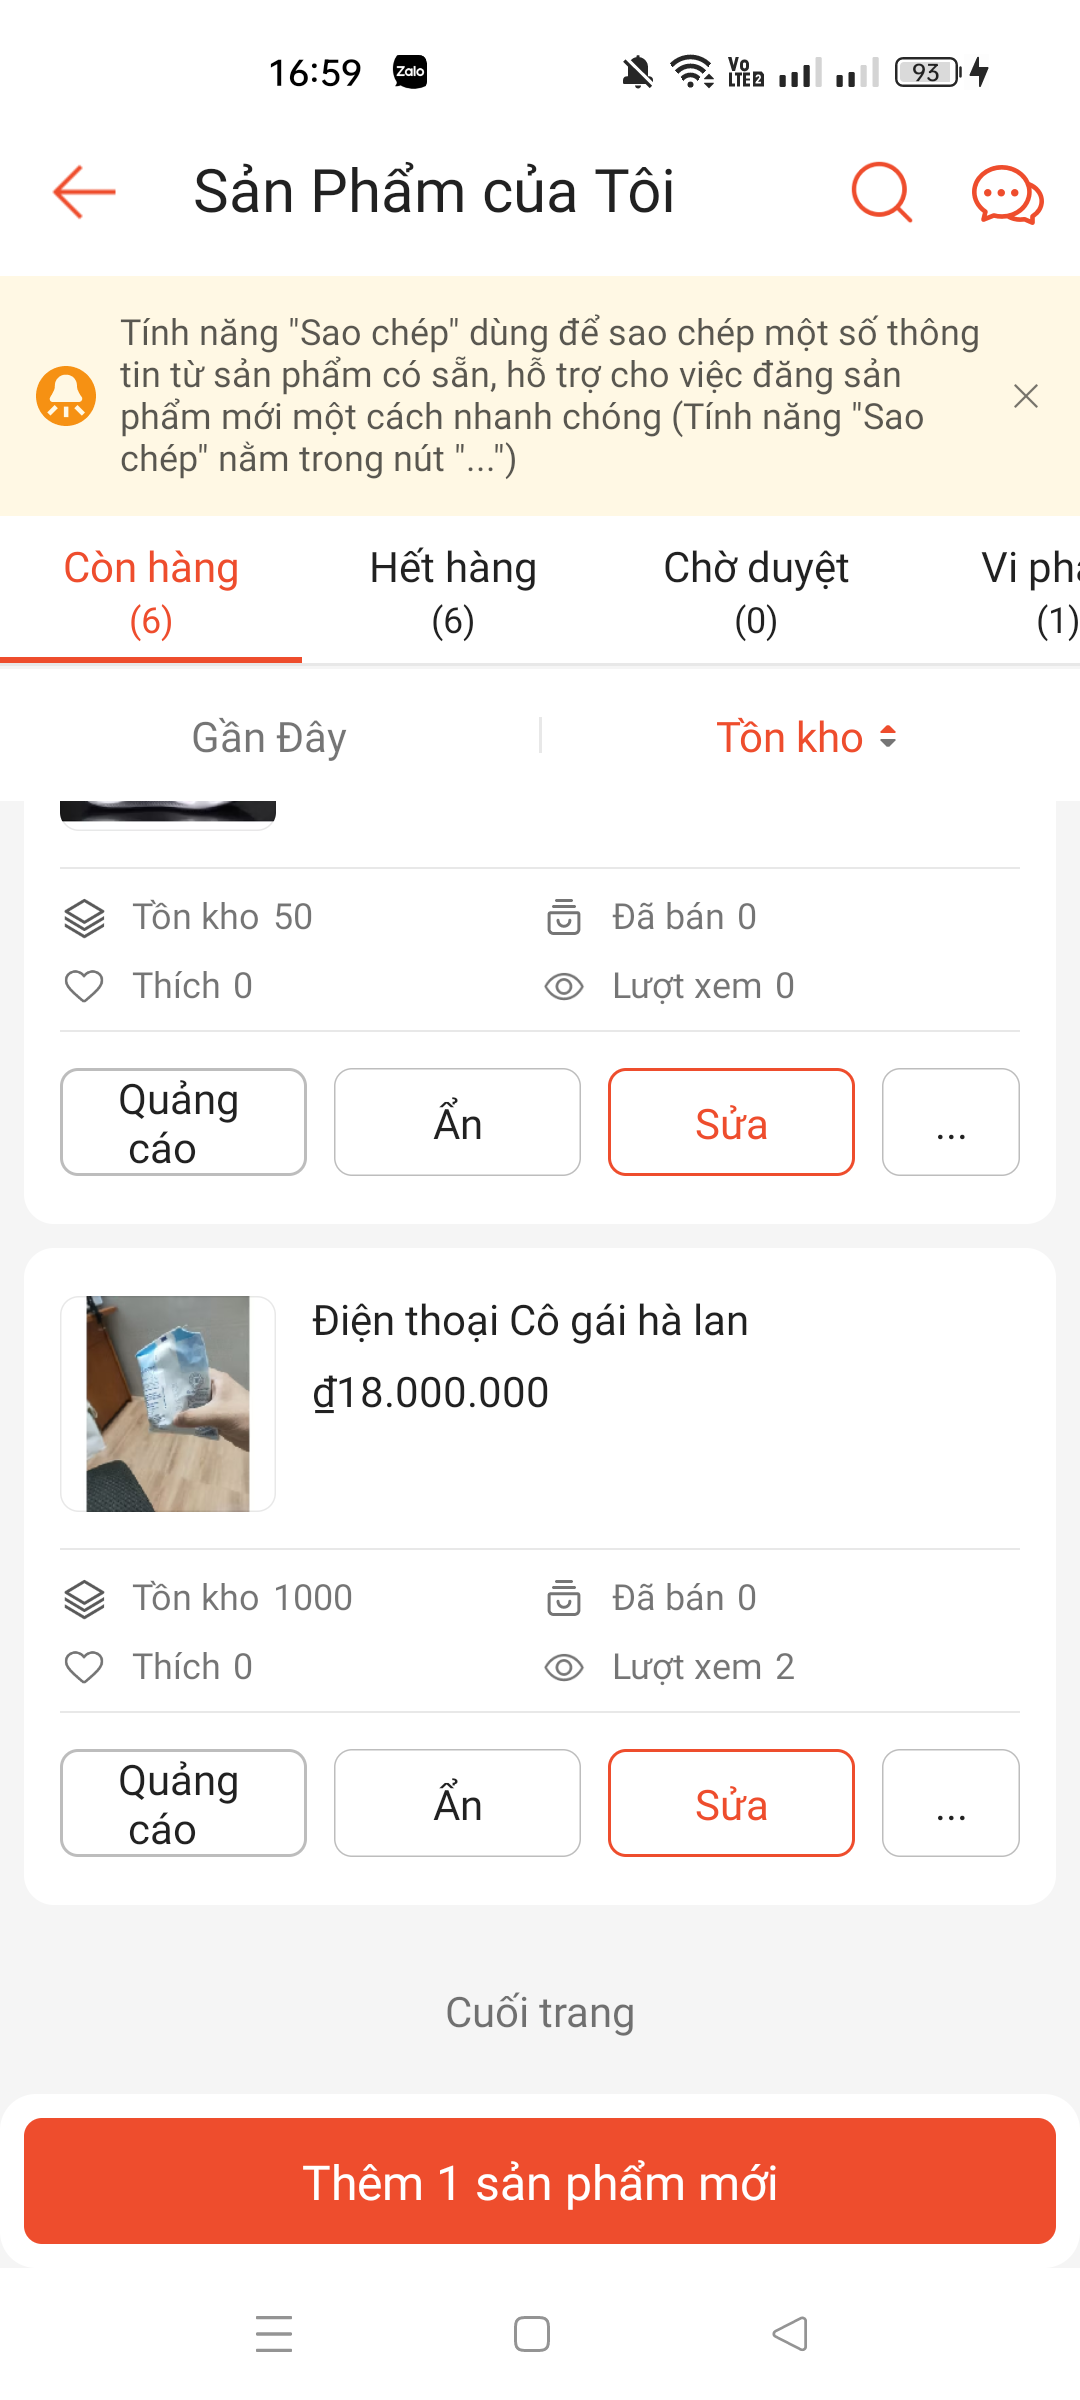 16:59
Zalo
Vo
LTE 2
93
Sản Phẩm của Tôi
Tính năng "Sao chép" dùng để sao chép một số thông
tin từ sản phẩm có sẵn, hỗ trợ cho việc đăng sản
phẩm mới một cách nhanh chóng (Tính năng "Sao
chép" nằm trong nút "...")
Còn hàng
(6)
Hết hàng
(6)
Chờ duyệt
(0)
Vi phạ
(1)
Gần Đây
Tồn kho
Tồn kho 50
Đã bán 0
Thích 0
Lượt xem 0
Quảng
cáo
Ẩn
Sửa
...
Điện thoại Cô gái hà lan
₫18.000.000
Tồn kho 1000
Đã bán 0
Thích 0
Lượt xem 2
Quảng
cáo
Ẩn
Sửa
...
Cuối trang
Thêm 1 sản phẩm mới